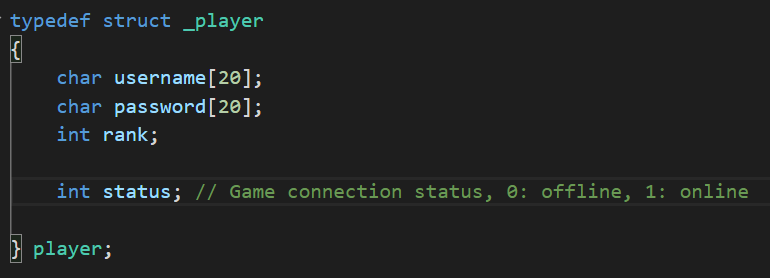 typedef struct _player
{
    char username[20];
    char password[20];
    int rank;
    int status; // Game connection status, 0: offline, 1: online
} player;